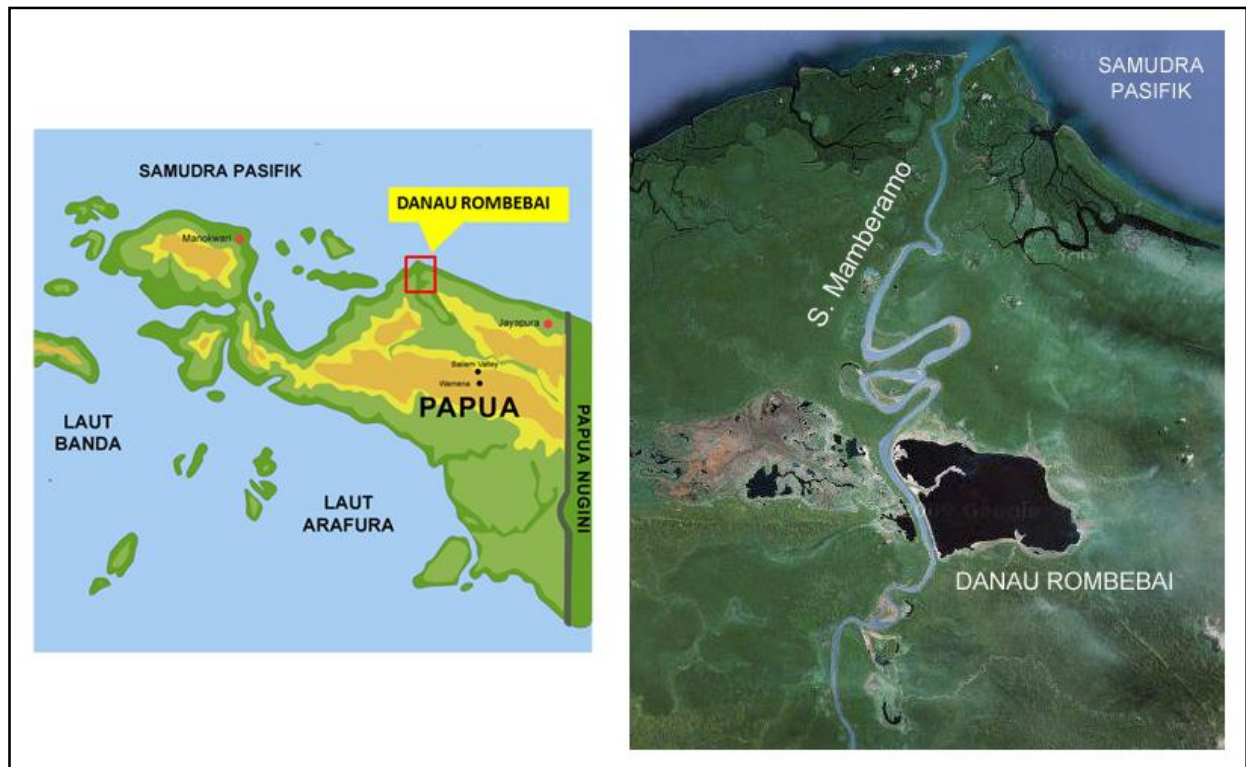 SAMUDRA PASIFIK
DANAU ROMBEBAI
Manokwari
Jayapura
Baliem Valley
Wamena
PAPUA
PAPUA NUGINI
LAUT
BANDA
LAUT
ARAFURA
SAMUDRA
PASIFIK
S. Mamberamo
DANAU ROMBEBAI